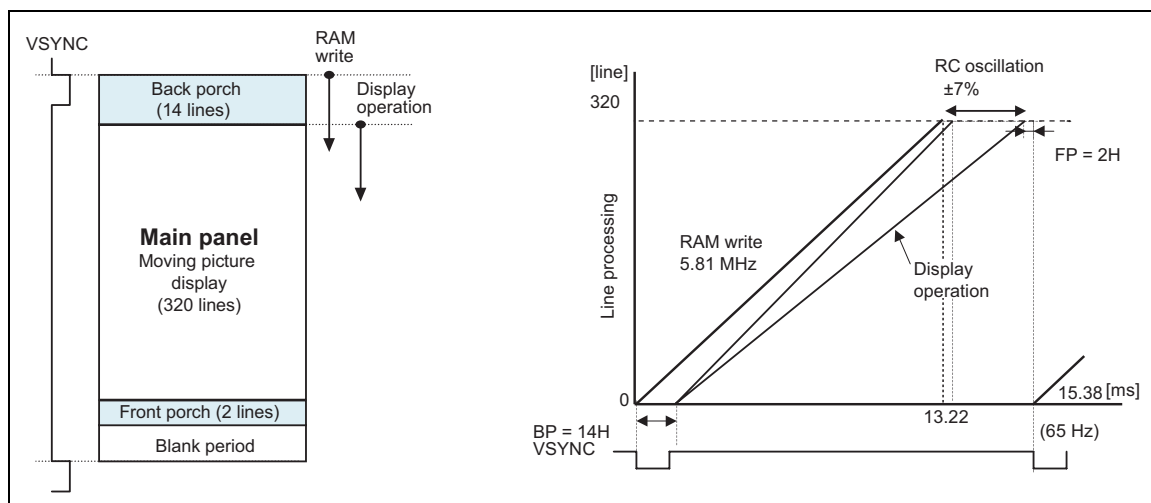 VSYNC
RAM
write
Back porch
(14 lines)
Display
operation
Main panel
Moving picture
display
(320 lines)
Front porch (2 lines)
Blank period
[line]
320
RC oscillation
±7%
FP = 2H
Line processing
RAM write
5.81 MHz
Display
operation
0
15.38 [ms]
13.22
(65 Hz)
BP = 14H
VSYNC